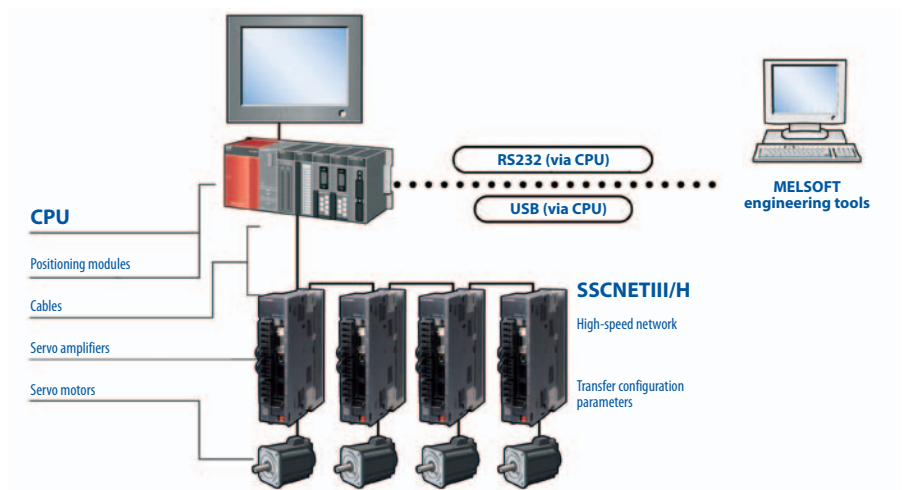 RS232 (via CPU)
USB (via CPU)
MELSOFT
engineering tools
CPU
Positioning modules
Cables
Servo amplifiers
Servo motors
SSCNETIII/H
High-speed network
Transfer configuration
parameters